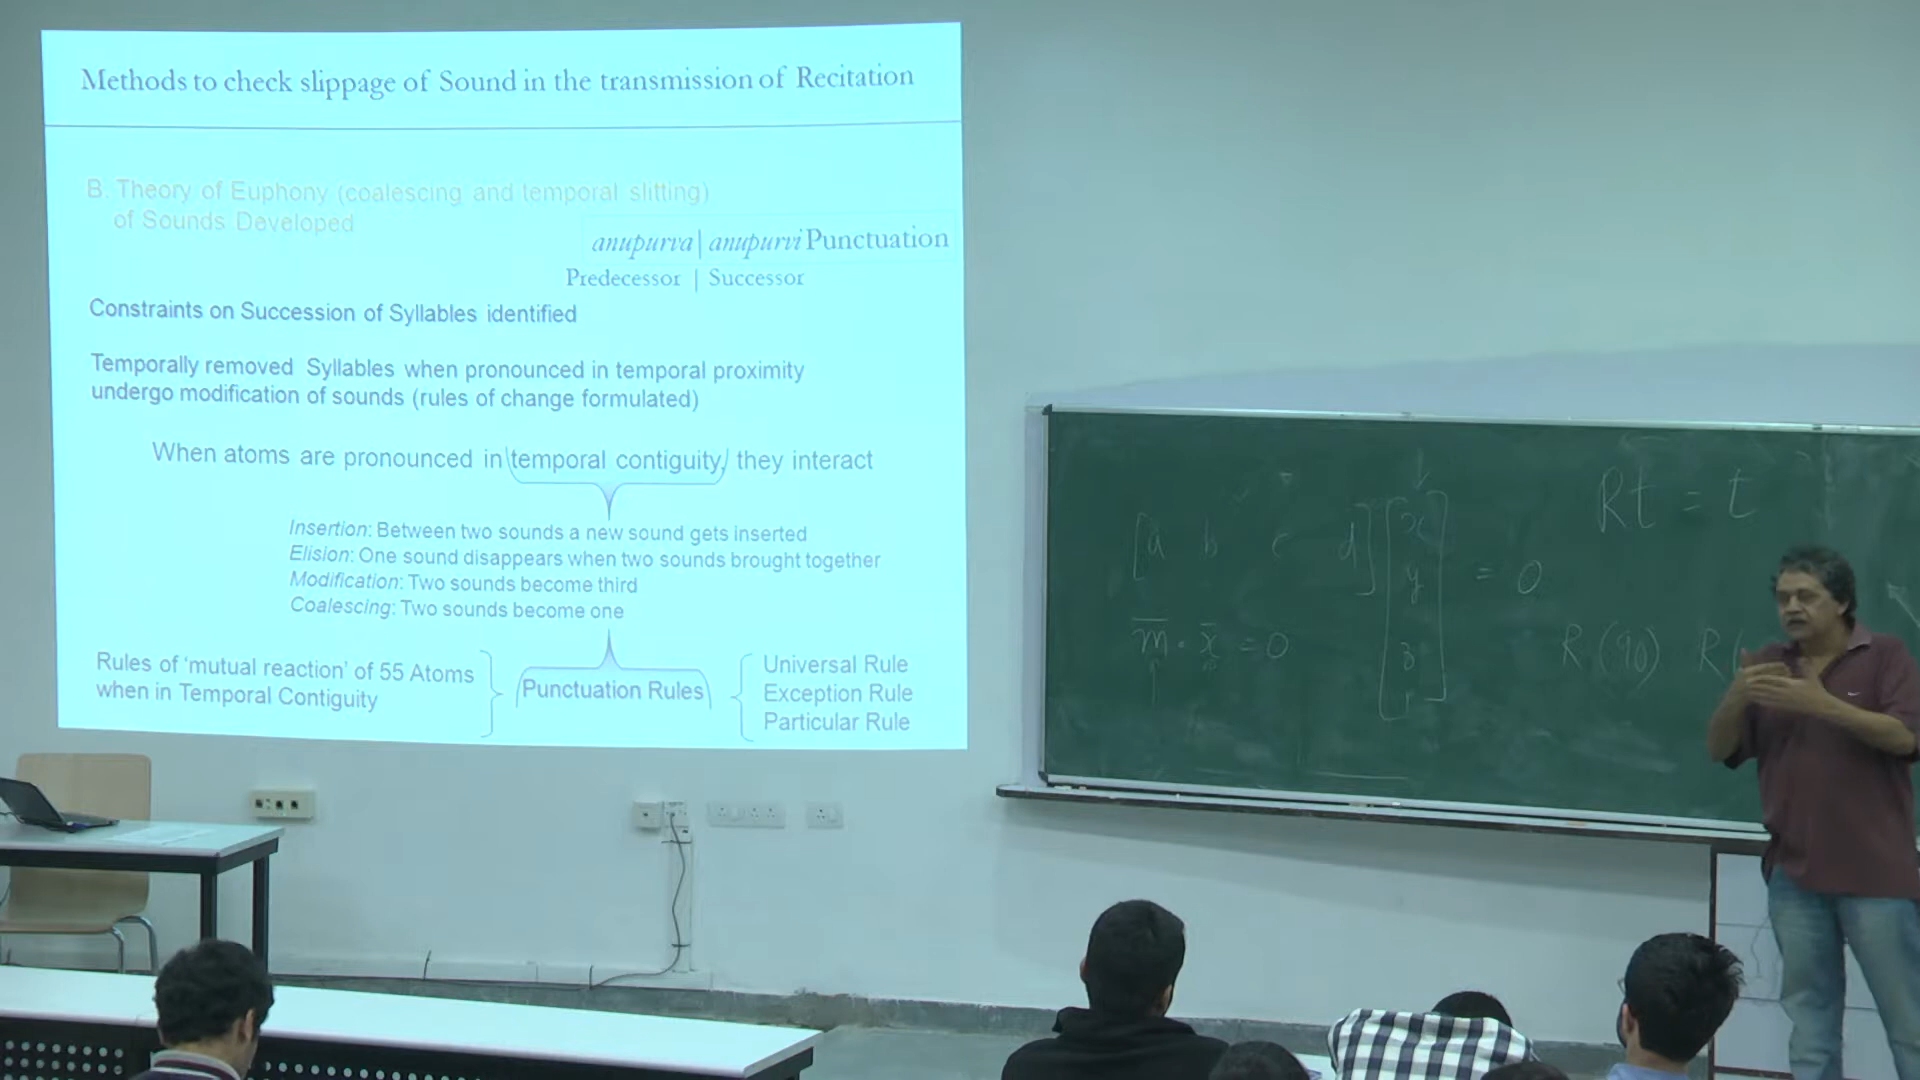 Methods to check slippage of Sound in the transmission of Recitation
B. Theory of Euphony (coalescing and temporal slitting)
of Sounds Developed
anupurva | anupurvi Punctuation
Predecessor | Successor
Constraints on Succession of Syllables identified
Temporally removed Syllables when pronounced in temporal proximity
undergo modification of sounds (rules of change formulated)
When atoms are pronounced in temporal contiguity, they interact
Insertion: Between two sounds a new sound gets inserted
Elision: One sound disappears when two sounds brought together
Modification: Two sounds become third
Coalescing: Two sounds become one
Rules of 'mutual reaction' of 55 Atoms
when in Temporal Contiguity
Punctuation Rules
Universal Rule
Exception Rule
Particular Rule
[a b c d] [x y 3 1] = 0
m̅ · x̅ = 0
Rt = t
R (90) R(